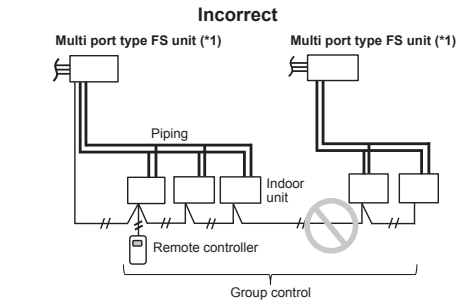 Incorrect
Multi port type FS unit (*1)
Multi port type FS unit (*1)
Piping
Indoor
unit
Remote controller
Group control